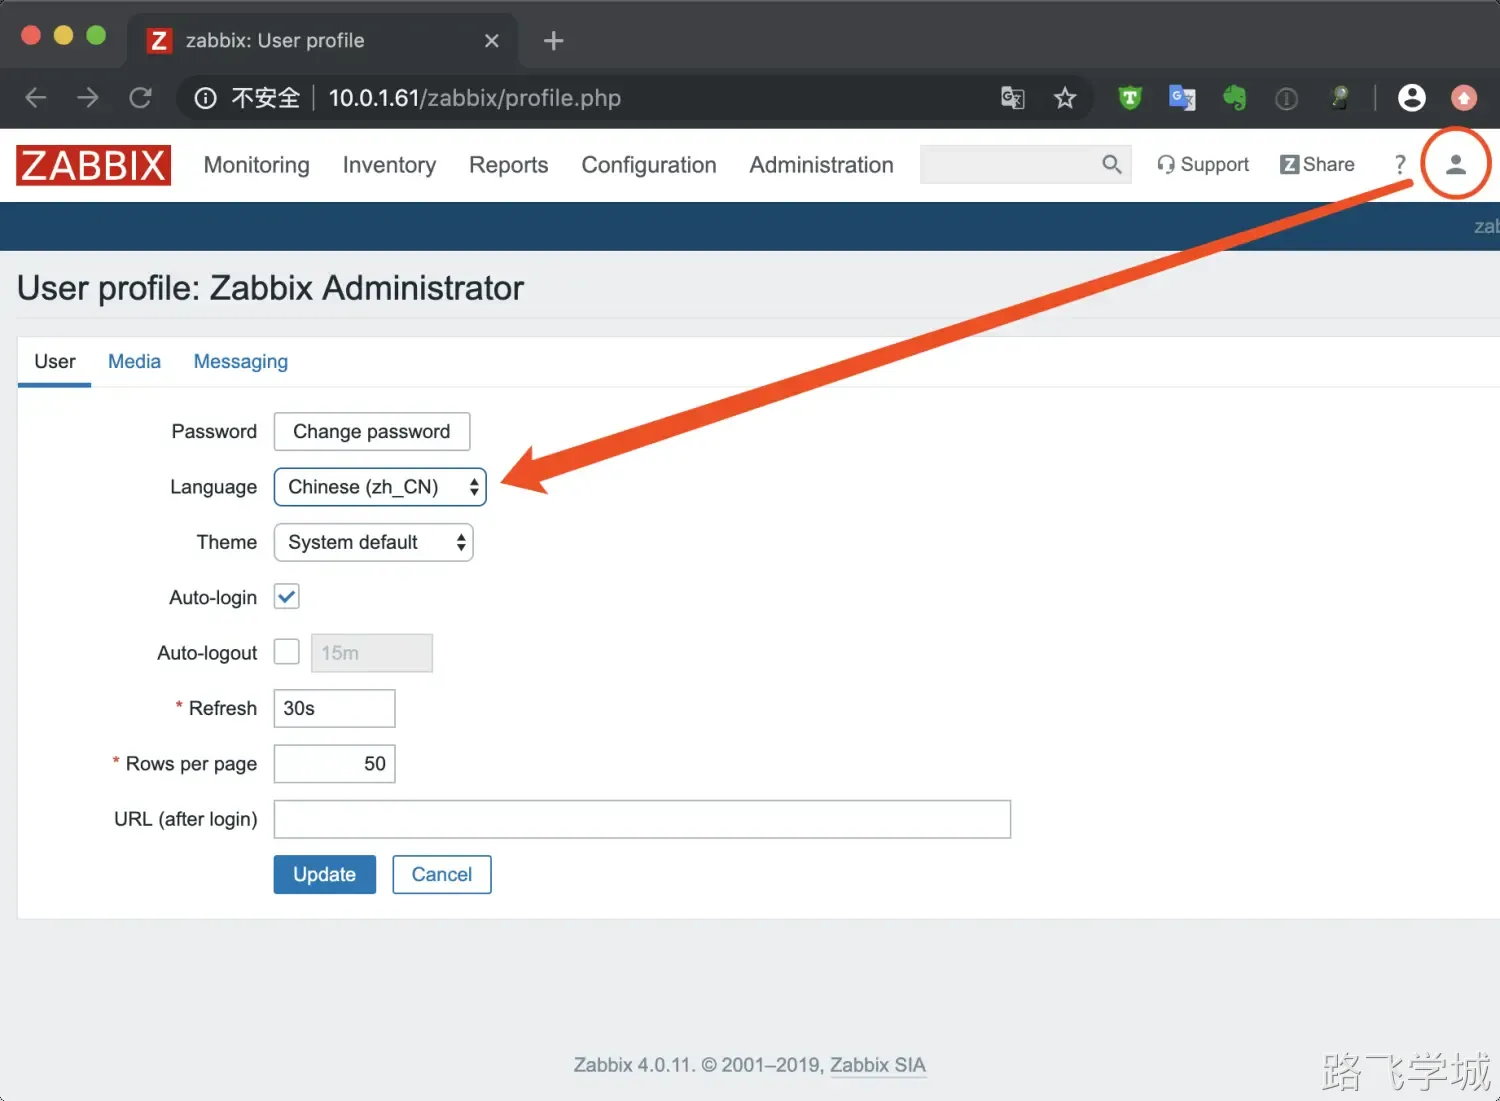 zabbix: User profile
不安全 10.0.1.61/zabbix/profile.php
ZABBIX Monitoring Inventory Reports Configuration Administration Support Z Share ?
zab
User profile: Zabbix Administrator
User Media Messaging
Password Change password
Language Chinese (zh_CN)
Theme System default
Auto-login
Auto-logout 15m
* Refresh 30s
* Rows per page 50
URL (after login)
Update Cancel
Zabbix 4.0.11. © 2001–2019, Zabbix SIA
路飞学城